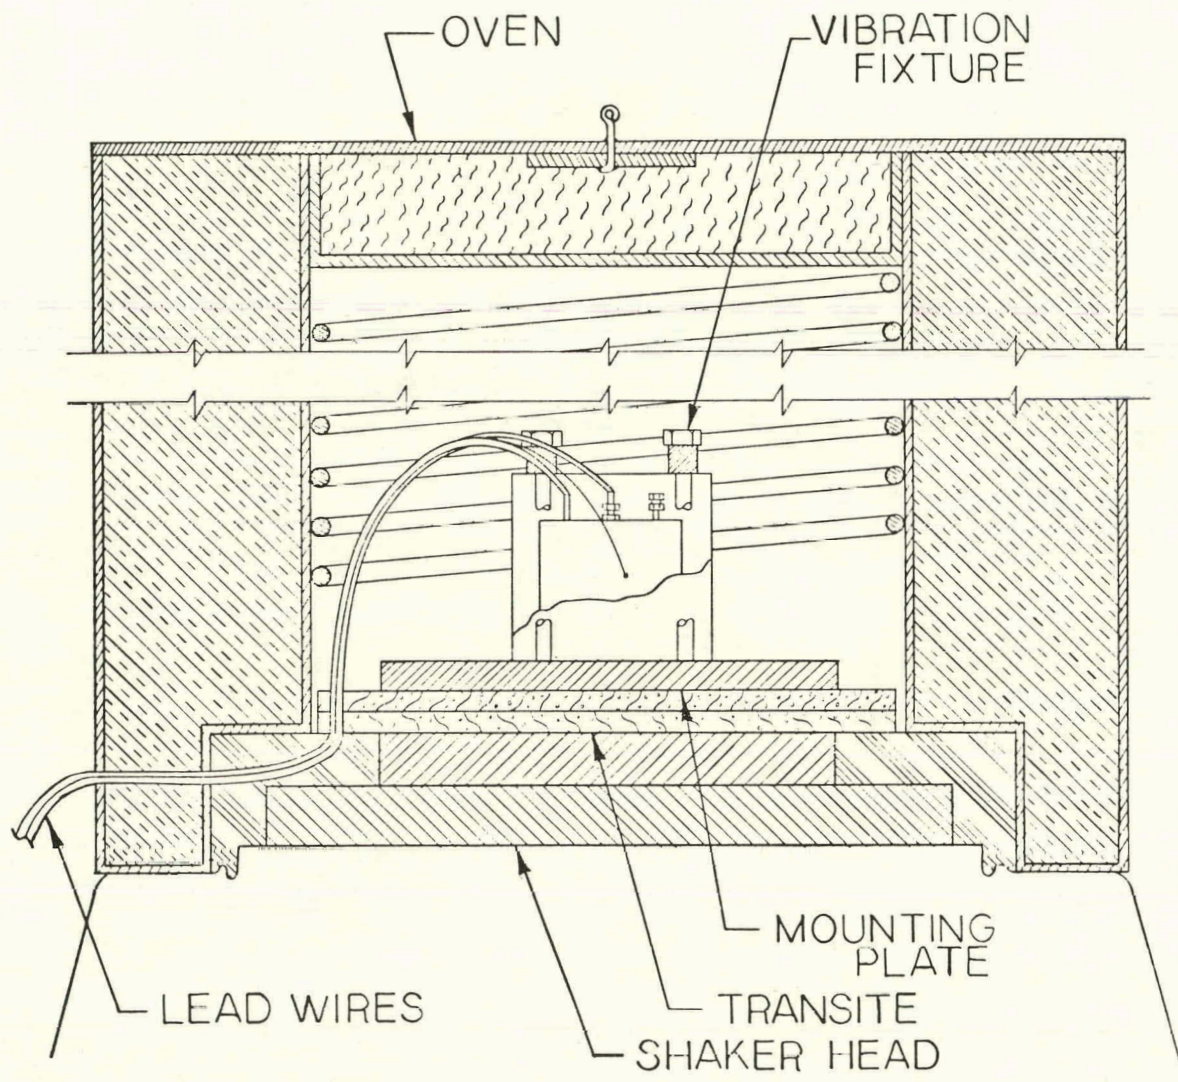 OVEN
VIBRATION
FIXTURE
MOUNTING
PLATE
LEAD WIRES
TRANSITE
SHAKER HEAD